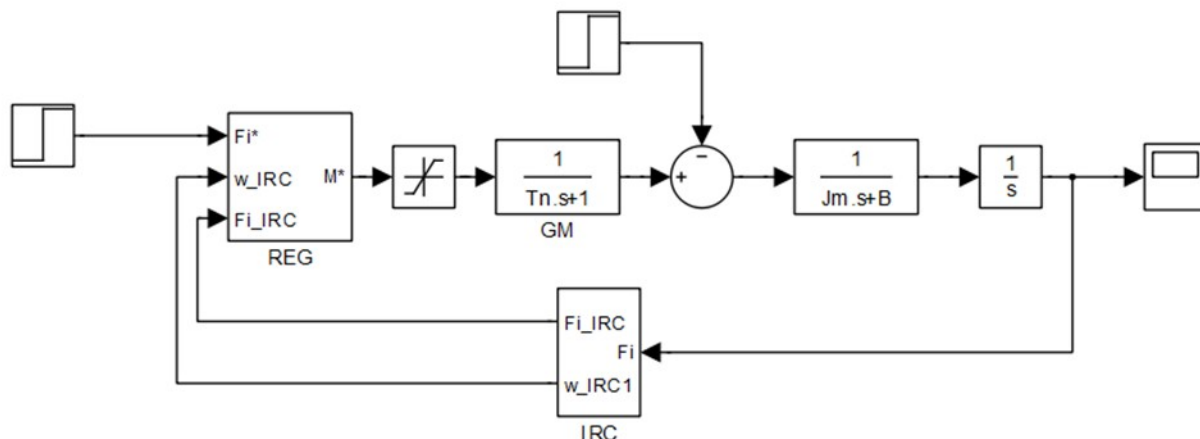 Fi*
w_IRC
Fi_IRC
M*
REG
1
Tn.s+1
GM
−
+
1
Jm.s+B
1
s
Fi_IRC
Fi
w_IRC1
IRC